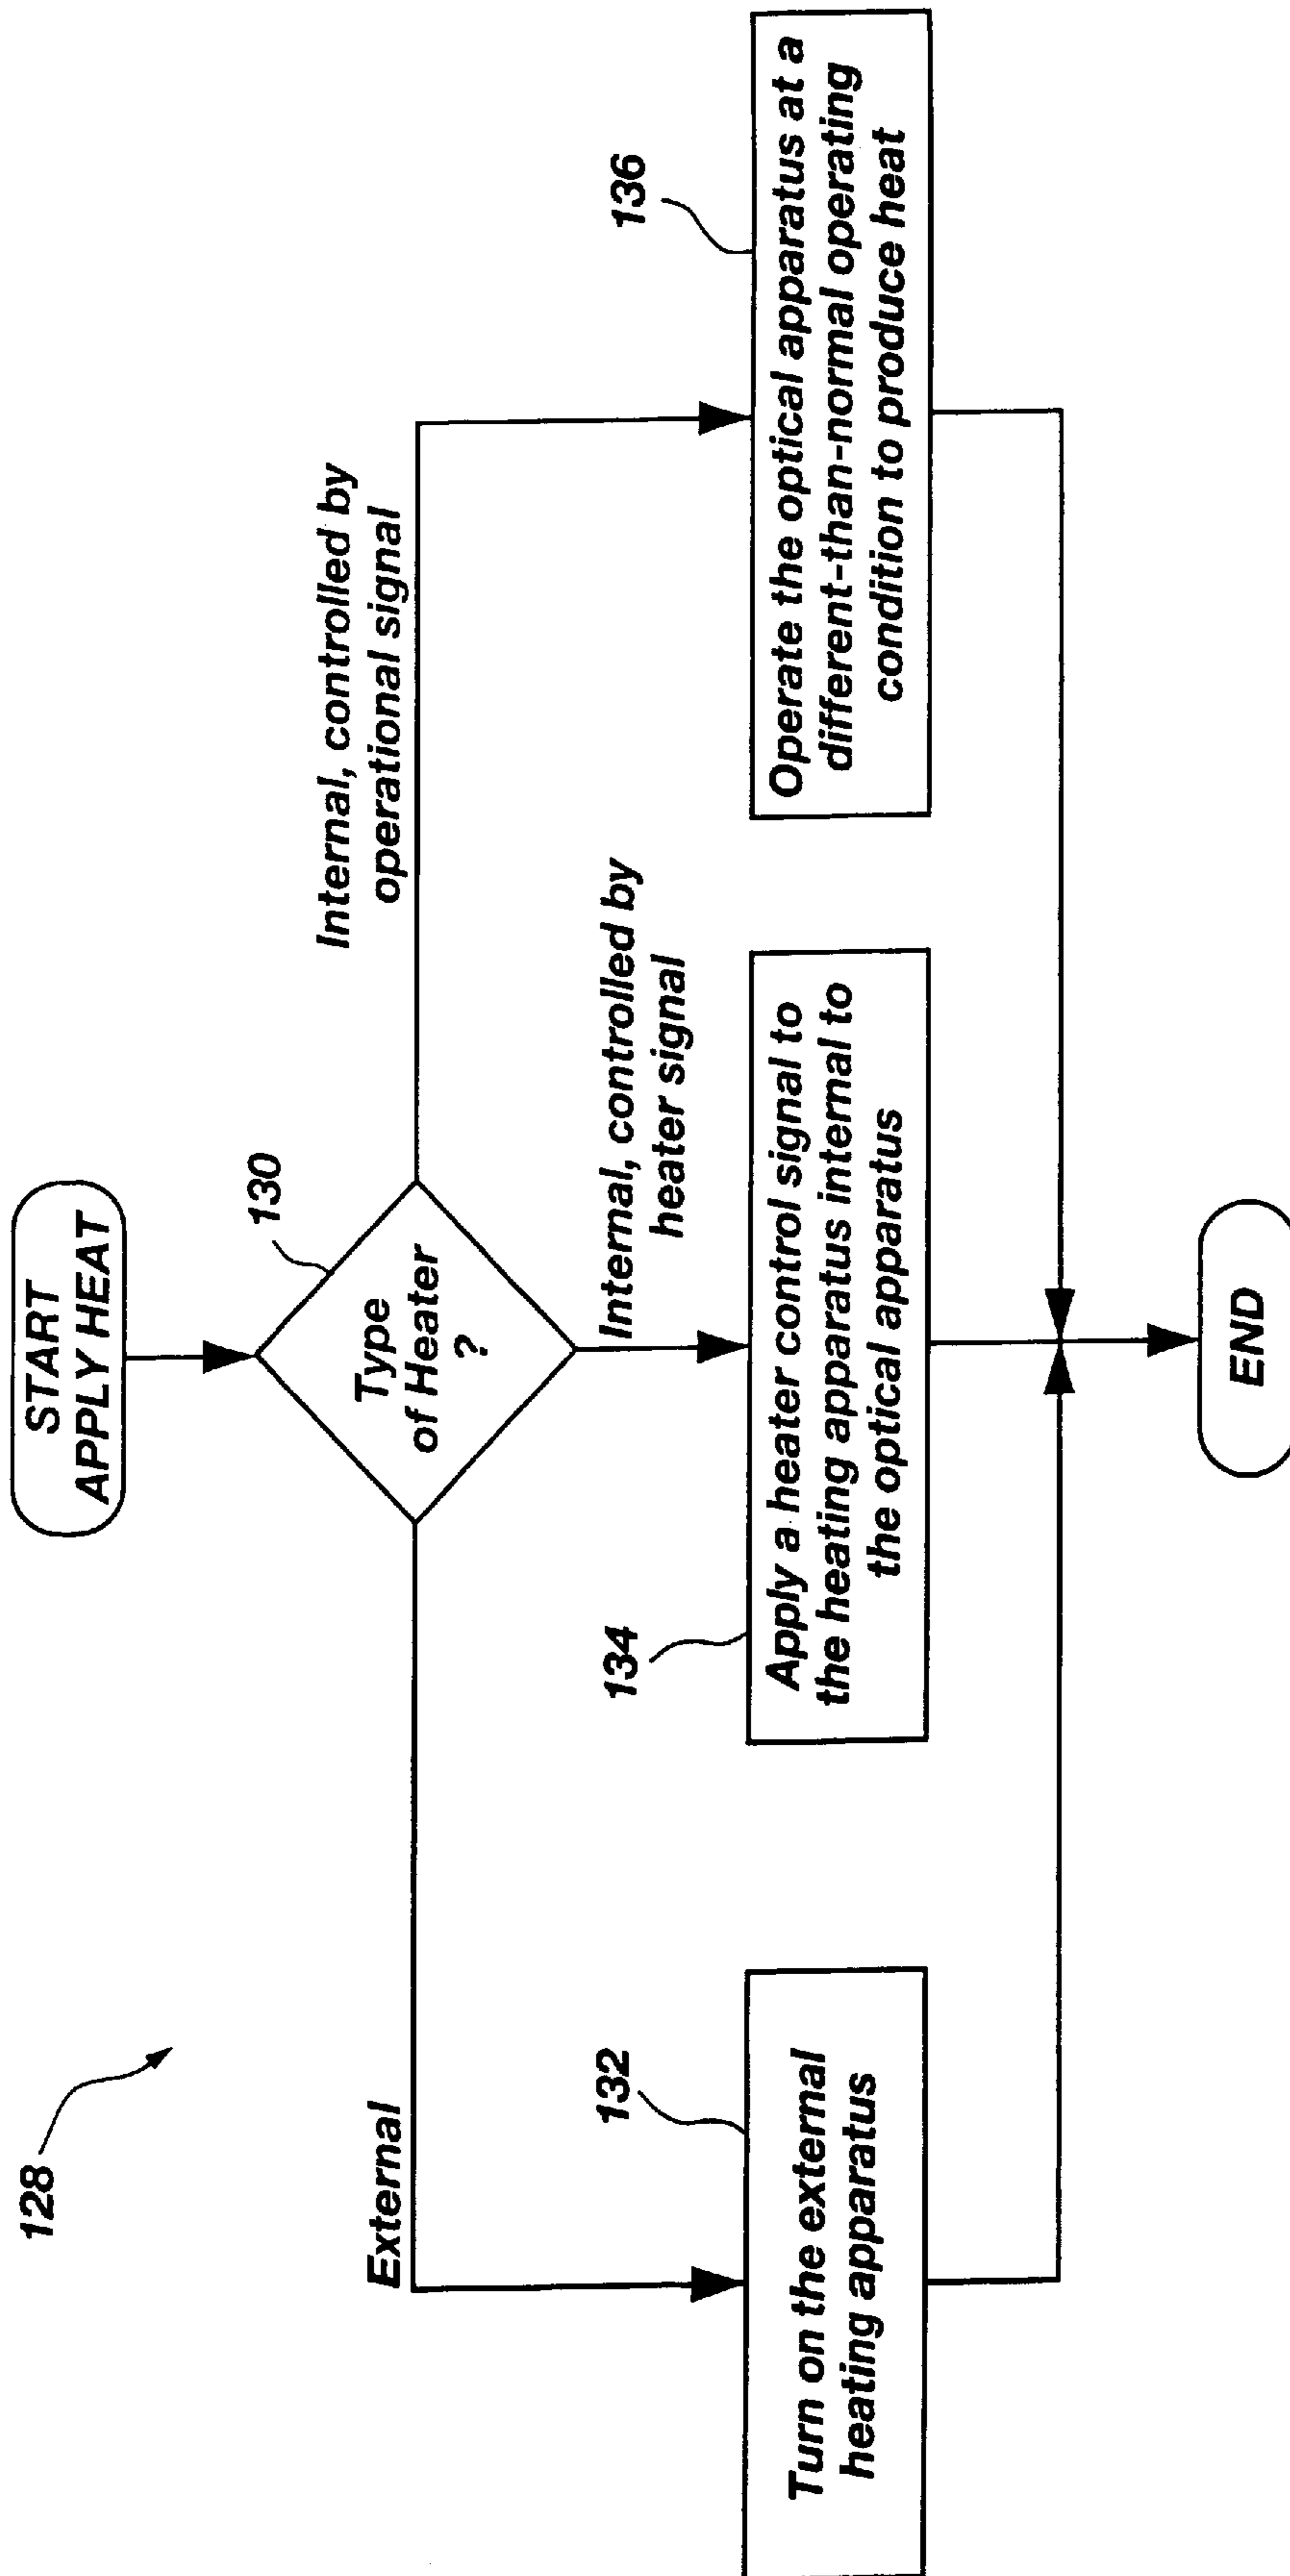 128
START
APPLY HEAT
130
Type
of Heater
?
External
Internal, controlled by
heater signal
Internal, controlled by
operational signal
132
Turn on the external
heating apparatus
134
Apply a heater control signal to
the heating apparatus internal to
the optical apparatus
136
Operate the optical apparatus at a
different-than-normal operating
condition to produce heat
END